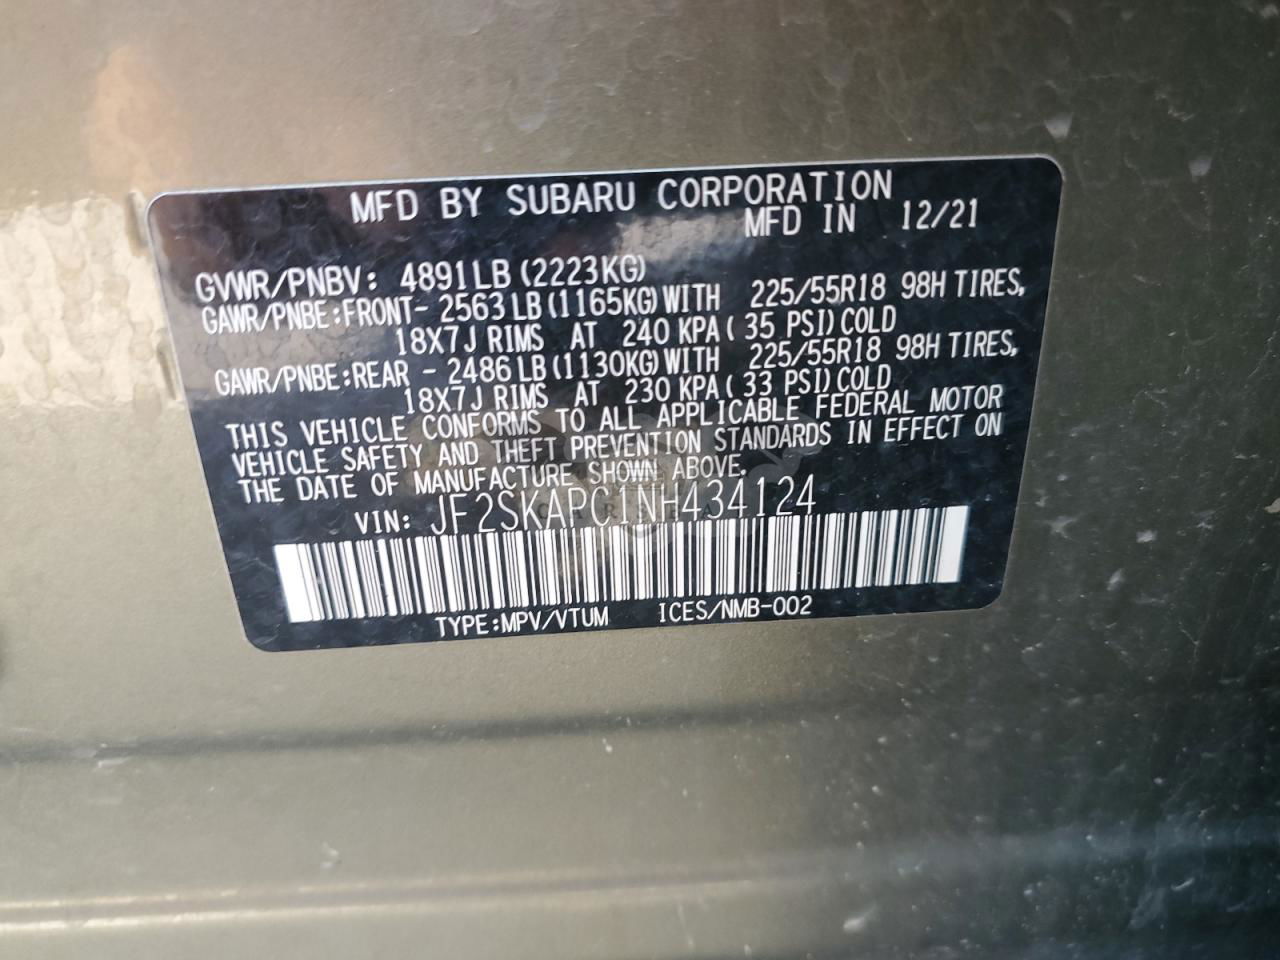 MFD BY SUBARU CORPORATION
MFD IN 12/21
GVWR/PNBV: 4891LB (2223KG)
GAWR/PNBE:FRONT- 2563LB (1165KG) WITH 225/55R18 98H TIRES,
18X7J RIMS AT 240 KPA ( 35 PSI) COLD
GAWR/PNBE:REAR - 2486LB (1130KG) WITH 225/55R18 98H TIRES,
18X7J RIMS AT 230 KPA ( 33 PSI) COLD
THIS VEHICLE CONFORMS TO ALL APPLICABLE FEDERAL MOTOR
VEHICLE SAFETY AND THEFT PREVENTION STANDARDS IN EFFECT ON
THE DATE OF MANUFACTURE SHOWN ABOVE.
VIN: JF2SKAPC1NH434124
TYPE:MPV/VTUM ICES/NMB-002